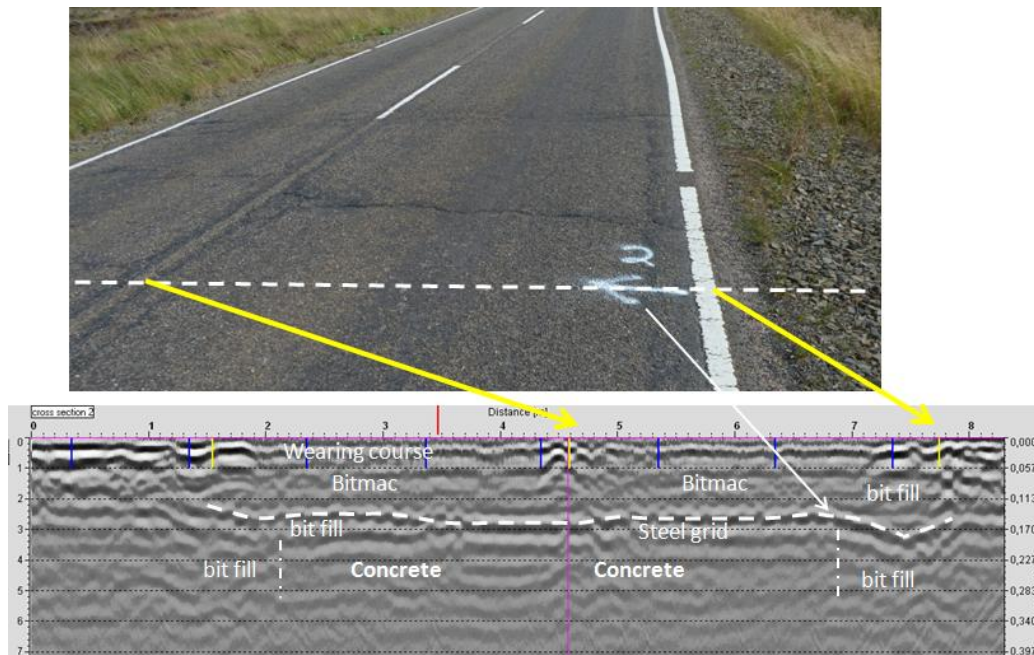 2
cross section 2
Distance [m]
0 1 2 3 4 5 6 7 8
0 0,000
Wearing course
1 0,057
Bitmac Bitmac bit fill
2
bit fill Steel grid
3 0,170
4 0,227
bit fill Concrete Concrete bit fill
5 0,283
6 0,340
7 0,39